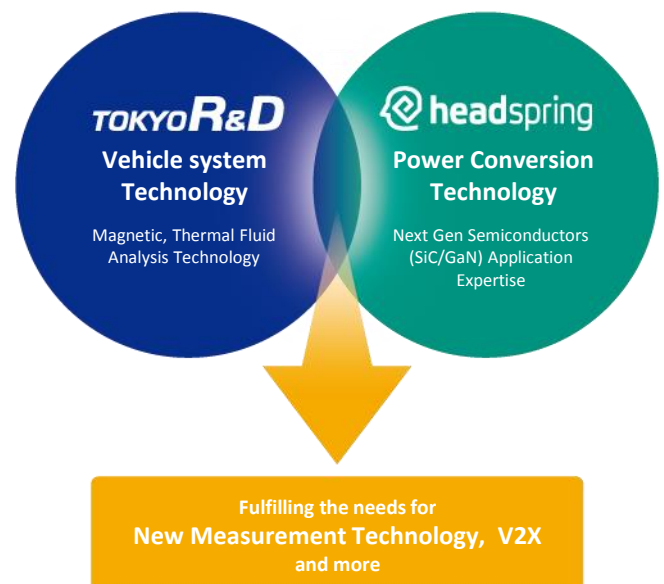 TOKYO R&D
Vehicle system
Technology
Magnetic, Thermal Fluid
Analysis Technology
headspring
Power Conversion
Technology
Next Gen Semiconductors
(SiC/GaN) Application
Expertise
Fulfilling the needs for
New Measurement Technology, V2X
and more